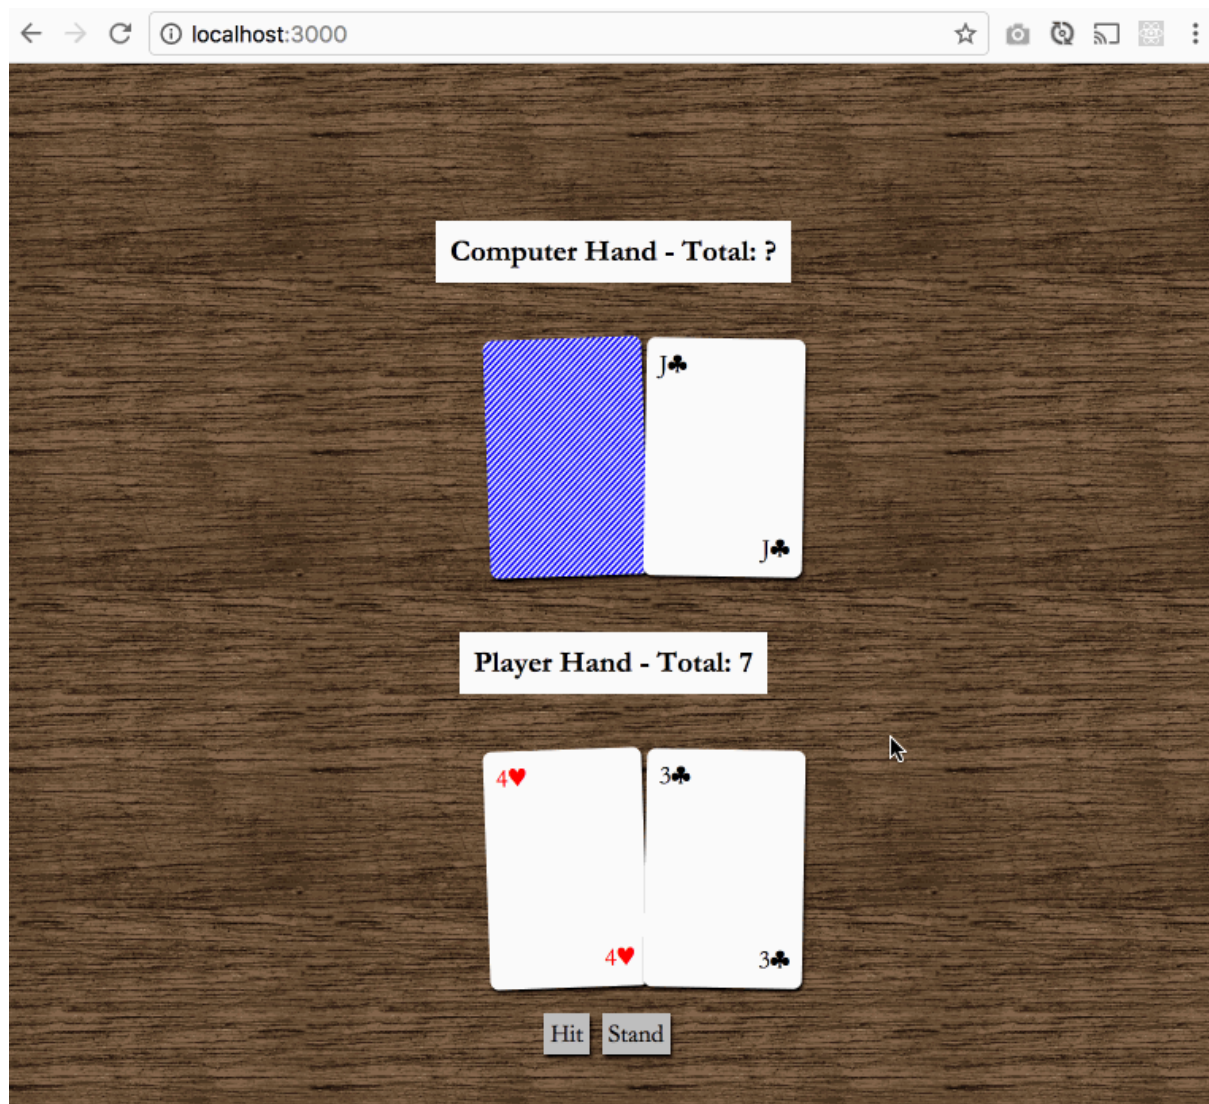 localhost:3000
Computer Hand - Total: ?
J♣
J♣
Player Hand - Total: 7
4♥ 3♣
4♥ 3♣
Hit Stand